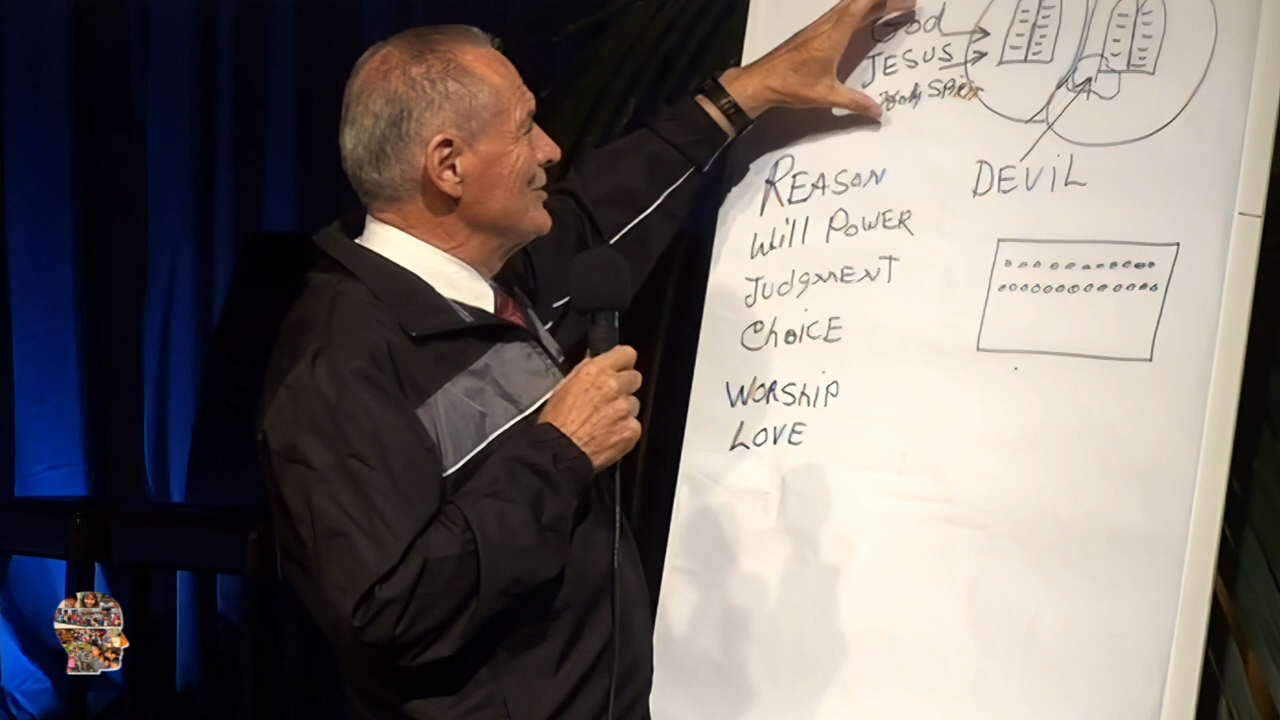 God
JESUS
Holy SPirit
DEVIL
REASON
Will POWER
JudgMENT
ChoiCE
WORShiP
LOVE